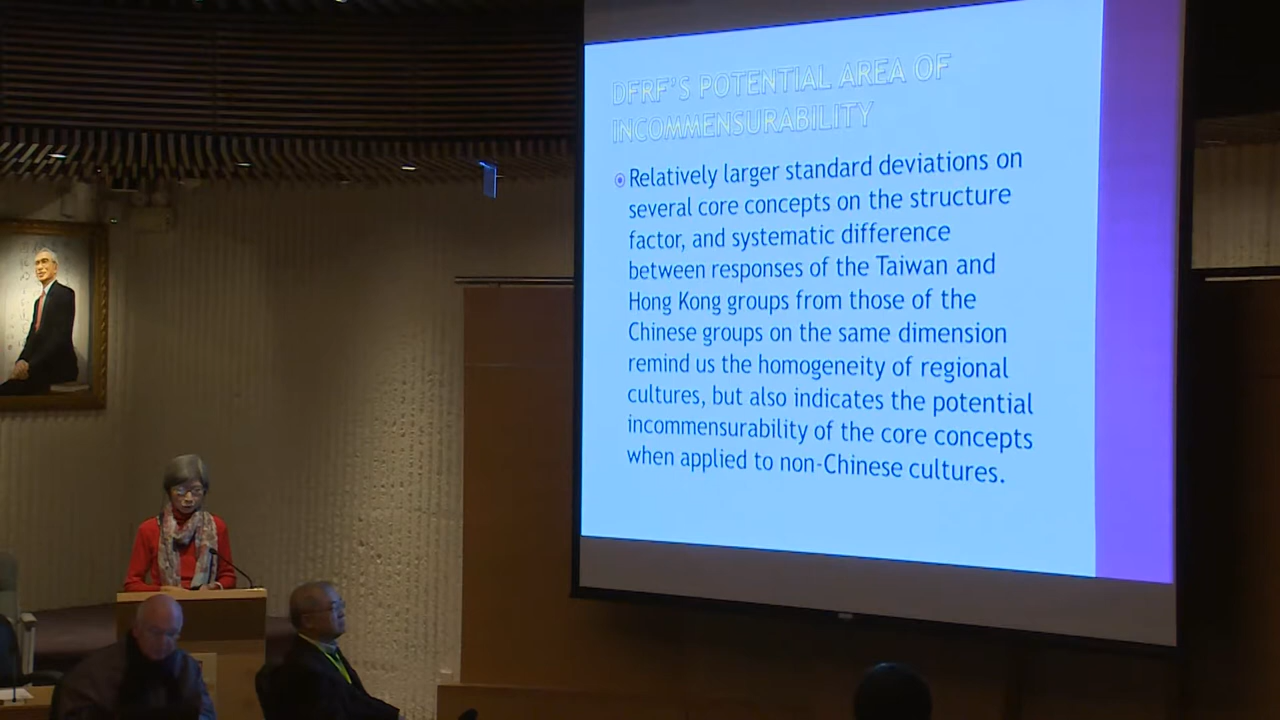 DFRF'S POTENTIAL AREA OF
INCOMMENSURABILITY
Relatively larger standard deviations on
several core concepts on the structure
factor, and systematic difference
between responses of the Taiwan and
Hong Kong groups from those of the
Chinese groups on the same dimension
remind us the homogeneity of regional
cultures, but also indicates the potential
incommensurability of the core concepts
when applied to non-Chinese cultures.